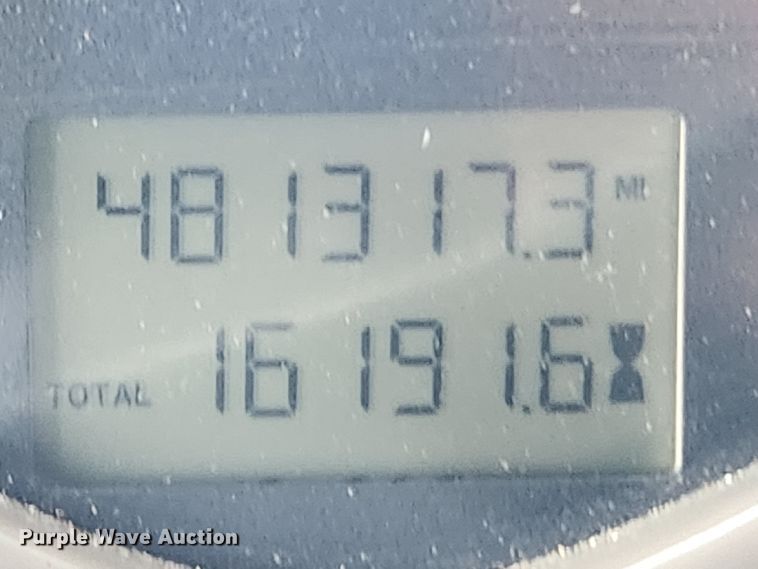 481317.3 MI
TOTAL 16191.6
Purple Wave Auction